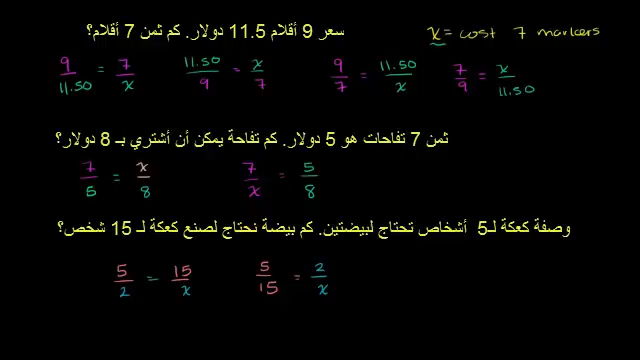 سعر 9 أقلام 11.5 دولار. كم ثمن 7 أقلام؟ x = cost 7 markers
9/11.50 = 7/x 11.50/9 = x/7 9/7 = 11.50/x 7/9 = x/11.50
ثمن 7 تفاحات هو 5 دولار. كم تفاحة يمكن أن أشتري بـ 8 دولار؟
7/5 = x/8 7/x = 5/8
وصفة كعكة لـ5 أشخاص تحتاج لبيضتين. كم بيضة نحتاج لصنع كعكة لـ 15 شخص؟
5/2 = 15/x 5/15 = 2/x